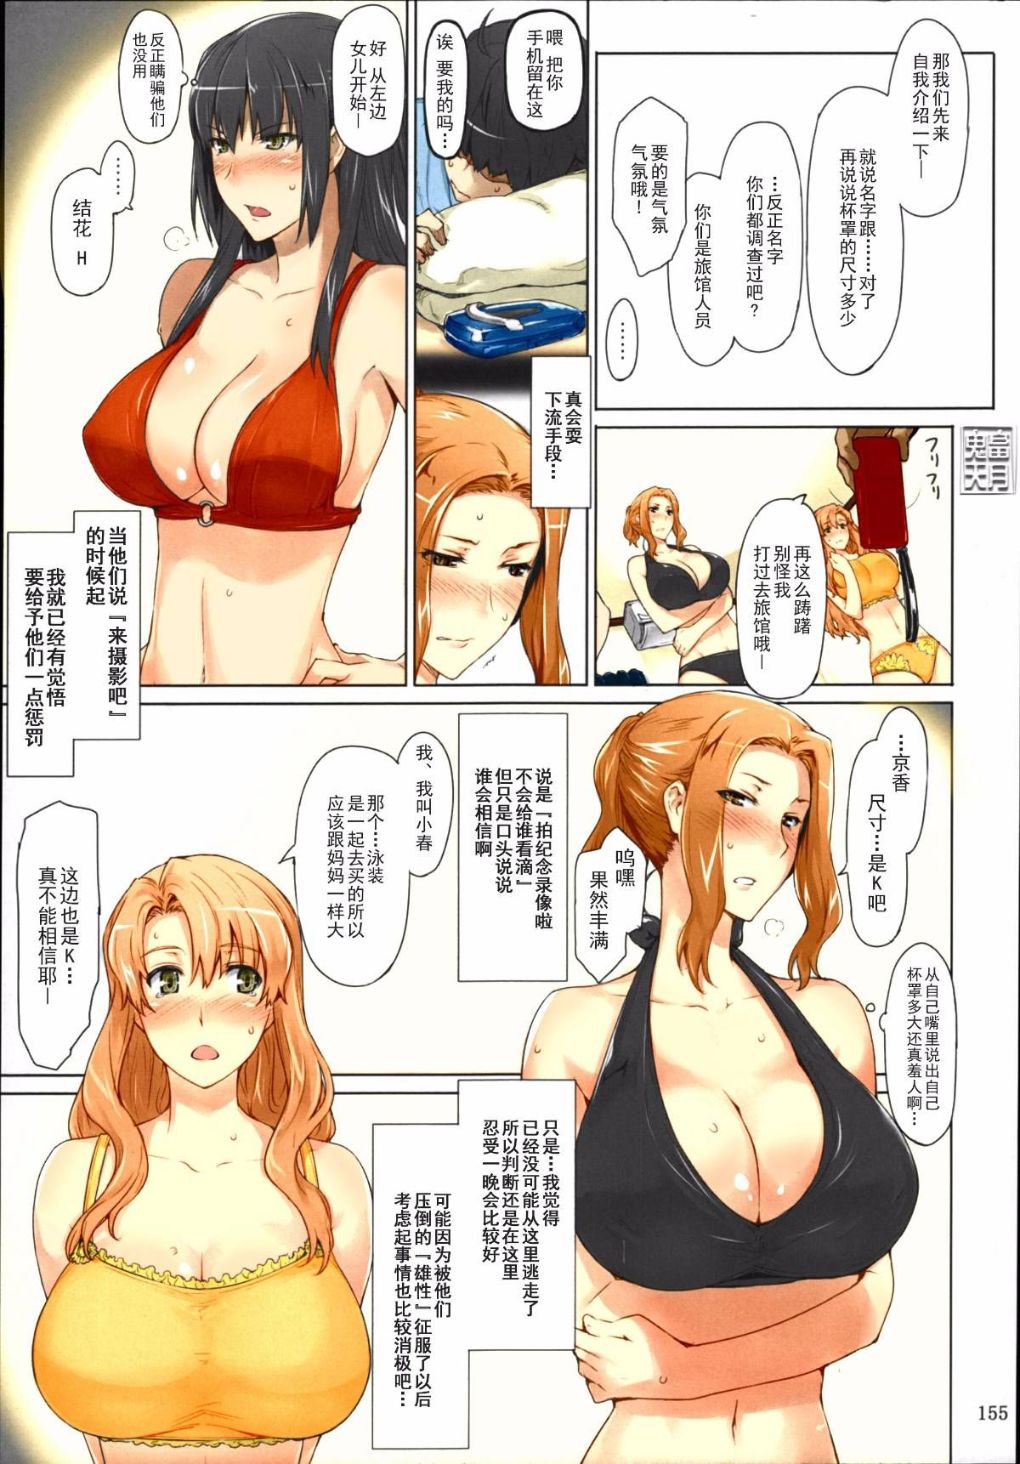 那我们先来
自我介绍一下—
就说名字跟……对了
再说说杯罩的尺寸多少
…反正名字
你们都调查过吧?
你们是旅馆人员
要的是气氛
气氛哦!
……
喂 把你
手机留在这
诶 要我的吗…
好 从左边
女儿开始—
反正瞒骗他们
也没用
……
结花 H
当他们说『来摄影吧』
的时候起
我就已经有觉悟
要给予他们一点惩罚
真会耍
下流手段…
フリフリ
再这么踌躇
别怪我
打过去旅馆哦—
鬼畜
天月
…京香
尺寸…是K吧
从自己嘴里说出自己
杯罩多大还真羞人啊…
呜嘿
果然丰满
说是『拍纪念录像啦
不会给谁看滴』
但只是口头说说
谁会相信啊
我、我叫小春
那个…泳装
是一起去买的所以
应该跟妈妈一样大
这边也是K…
真不能相信耶—
只是…我觉得
已经没可能从这里逃走了
所以判断还是在这里
忍受一晚会比较好
可能因为被他们
压倒的『雄性』征服了以后
考虑起事情也比较消极吧…
155